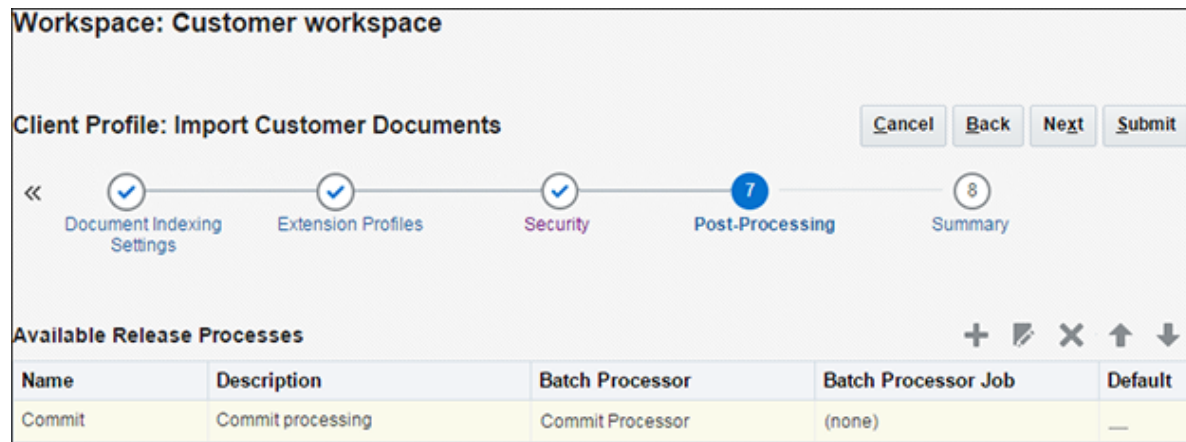 Workspace: Customer workspace
Client Profile: Import Customer Documents
Cancel Back Next Submit
«
7 8
Document Indexing Settings Extension Profiles Security Post-Processing Summary
Available Release Processes
Name Description Batch Processor Batch Processor Job Default
Commit Commit processing Commit Processor (none) __